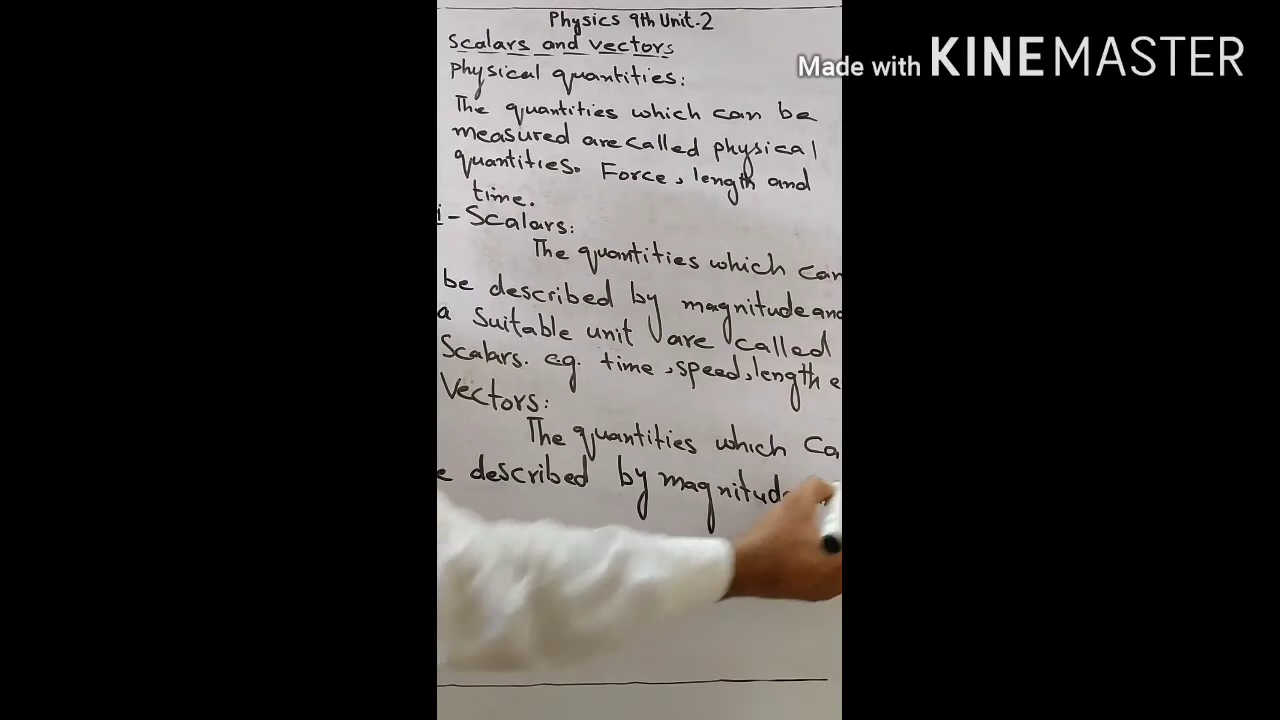 Physics 9th Unit-2
Scalars and vectors
Made with KINEMASTER
Physical quantities:
The quantities which can be
measured are called physical
quantities. Force, length and
time.
i- Scalars:
The quantities which can
be described by magnitude and
a Suitable unit are called
Scalars. e.g. time, speed, length e
Vectors:
The quantities which Ca
e described by magnitud